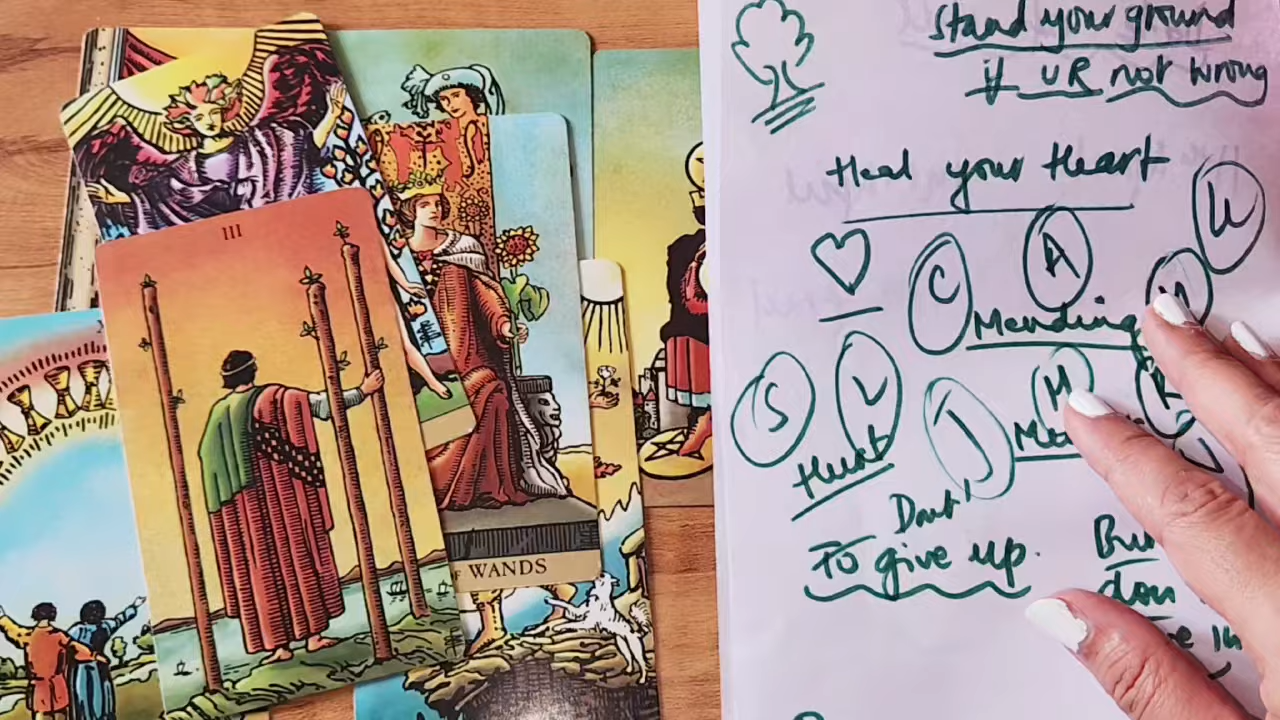 III
WANDS
Stand your ground
if UR not wrong
Heal your Heart
W
A
C
Mending
S
V
J
H
Hurt
Don't
To give up.